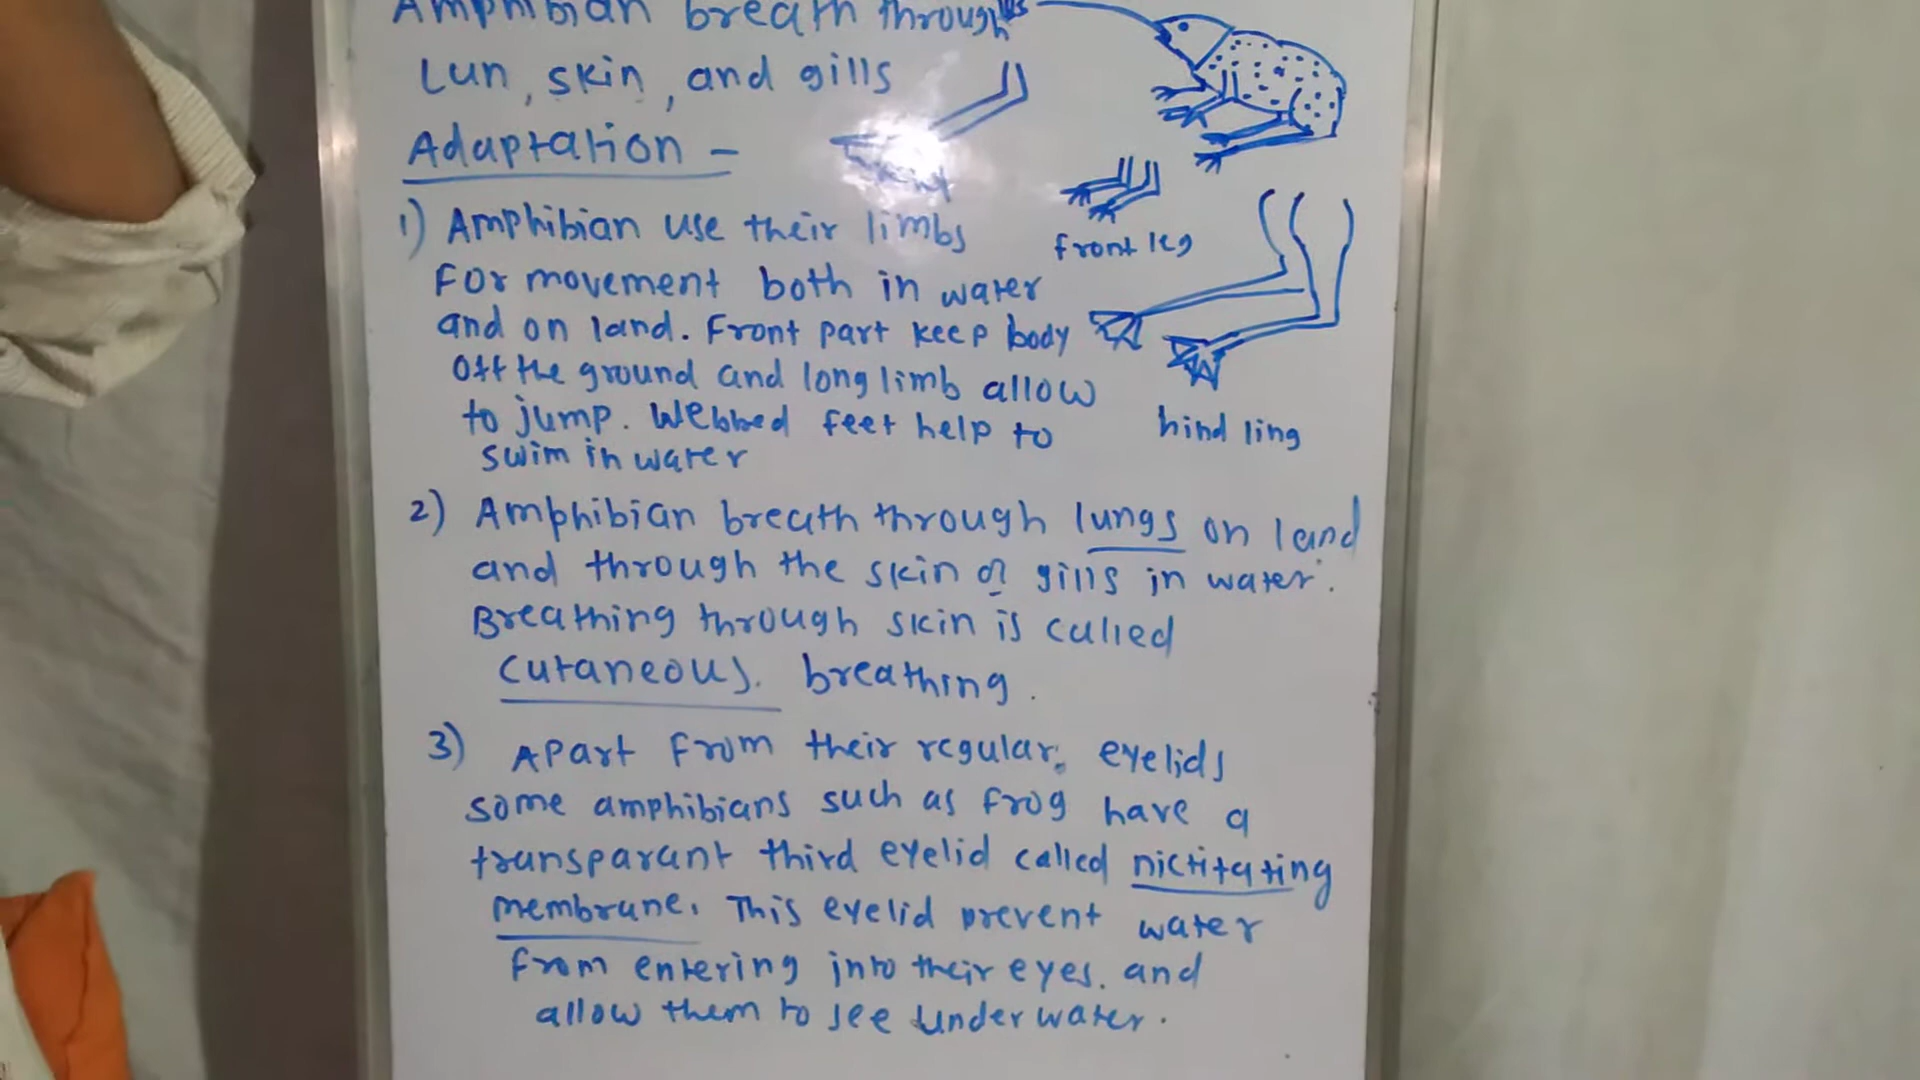 Amphibian breath through
Lun, skin, and gills
Adaptation -
1) Amphibian use their limbs
For movement both in water
and on land. Front part keep body
off the ground and long limb allow
to jump. Webbed feet help to
swim in water
front leg
hind ling
2) Amphibian breath through lungs on land
and through the skin or gills in water.
Breathing through skin is called
cutaneous. breathing.
3) Apart from their regular, eyelids
some amphibians such as frog have a
transparant third eyelid called nictitating
membrane. This eyelid prevent water
from entering into their eyes. and
allow them to see underwater.